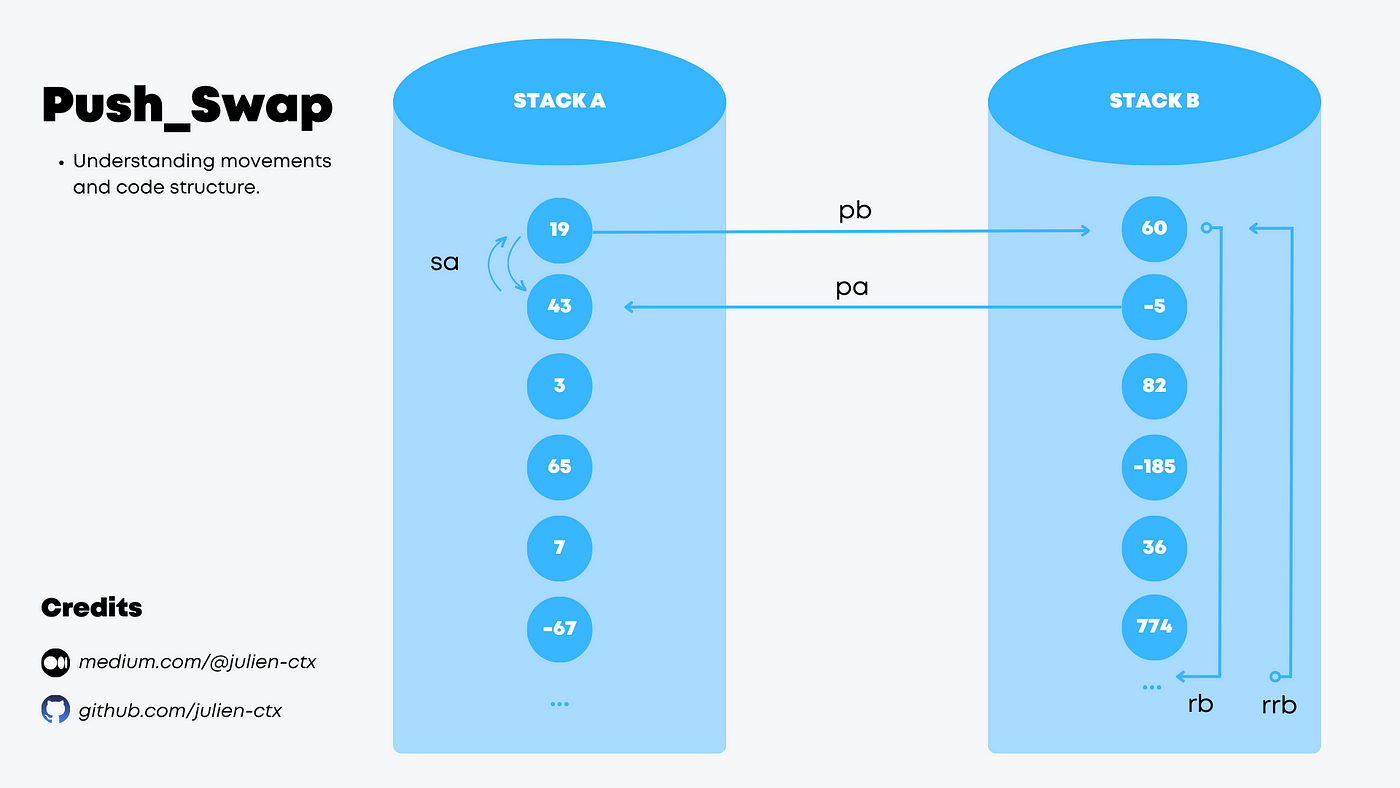 Push_Swap
• Understanding movements
and code structure.
STACK A
STACK B
19
43
3
65
7
-67
...
sa
pb
pa
60
-5
82
-185
36
774
...
rb
rrb
Credits
medium.com/@julien-ctx
github.com/julien-ctx